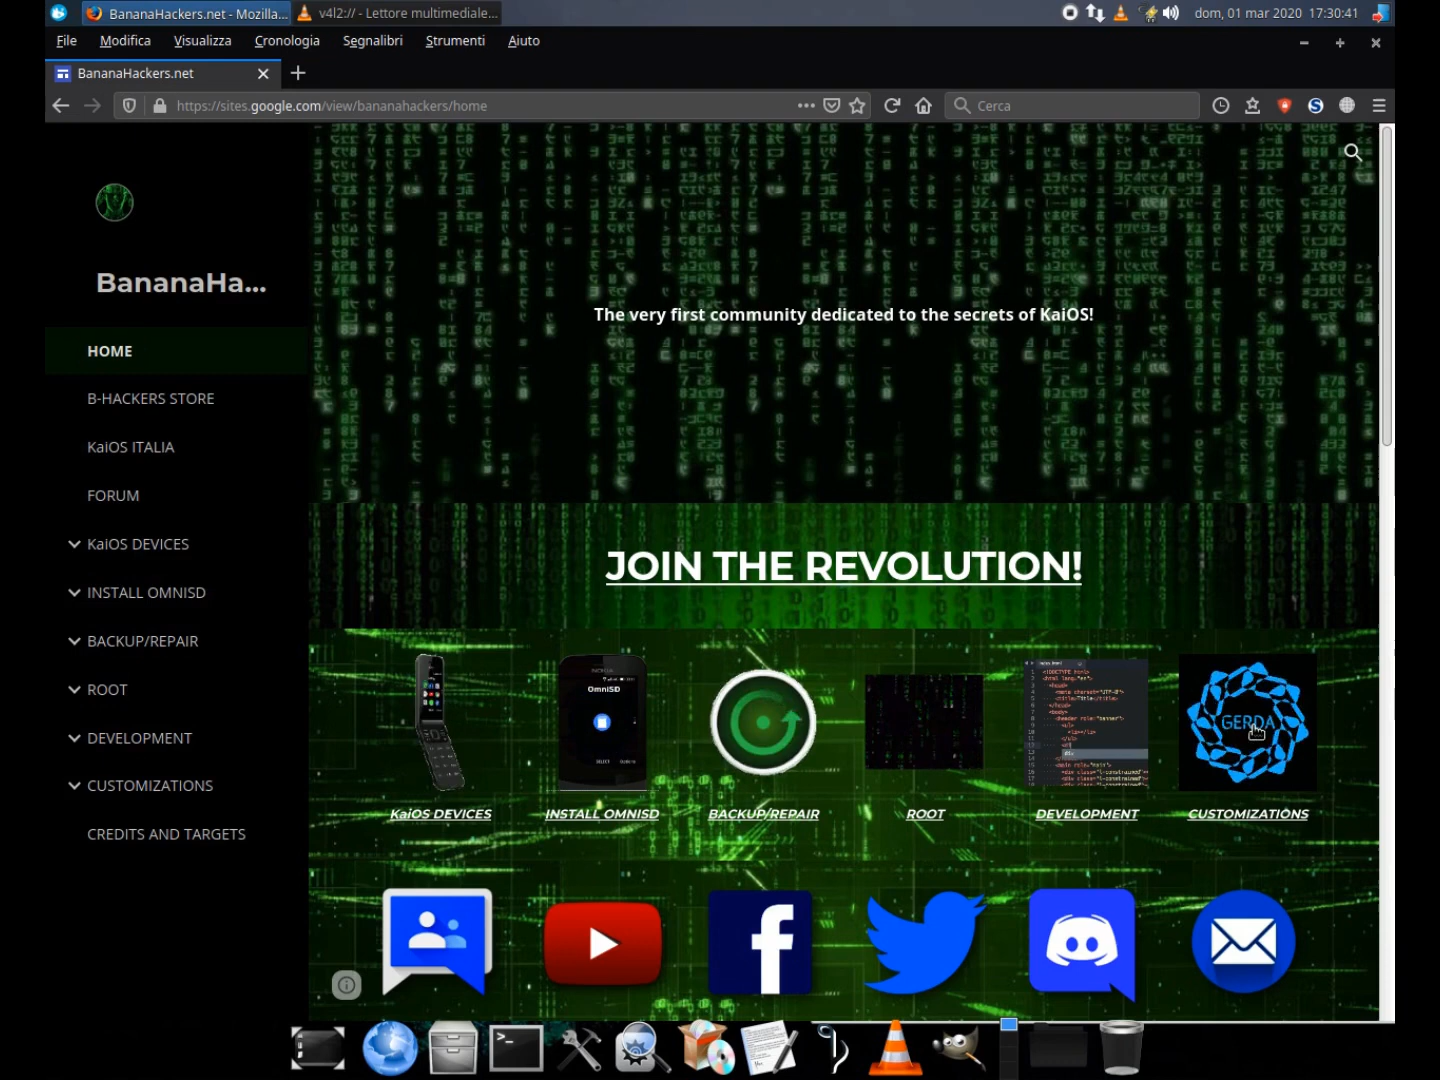 BananaHackers.net - Mozilla...
v4l2:// - Lettore multimediale...
dom, 01 mar 2020 17:30:41
File Modifica Visualizza Cronologia Segnalibri Strumenti Aiuto
BananaHackers.net
https://sites.google.com/view/bananahackers/home
Cerca
BananaHa...
HOME
B-HACKERS STORE
KaiOS ITALIA
FORUM
KaiOS DEVICES
INSTALL OMNISD
BACKUP/REPAIR
ROOT
DEVELOPMENT
CUSTOMIZATIONS
CREDITS AND TARGETS
The very first community dedicated to the secrets of KaiOS!
JOIN THE REVOLUTION!
NOKIA
OmniSD
GERDA
KaiOS DEVICES
INSTALL OMNISD
BACKUP/REPAIR
ROOT
DEVELOPMENT
CUSTOMIZATIONS